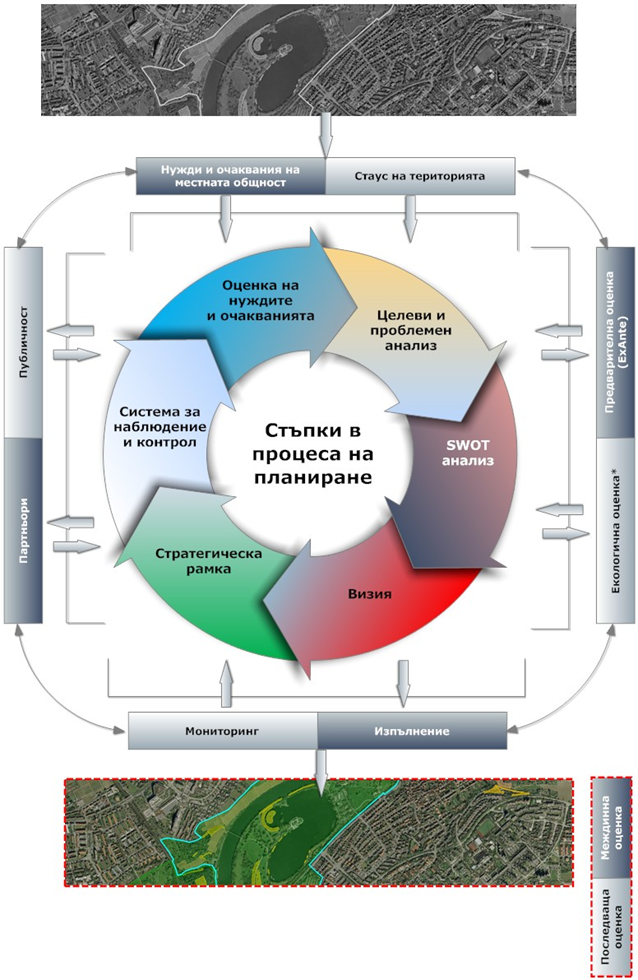 Нужди и очаквания на
местната общност
Стаус на територията
Оценка на
нуждите
и очакванията
Целеви и
проблемен
анализ
SWOT
анализ
Визия
Стратегическа
рамка
Система за
наблюдение
и контрол
Стъпки в
процеса на
планиране
Публичност
Партньори
Предварителна оценка
(ExAnte)
Екологична оценка*
Мониторинг
Изпълнение
Междинна
оценка
Последваща
оценка